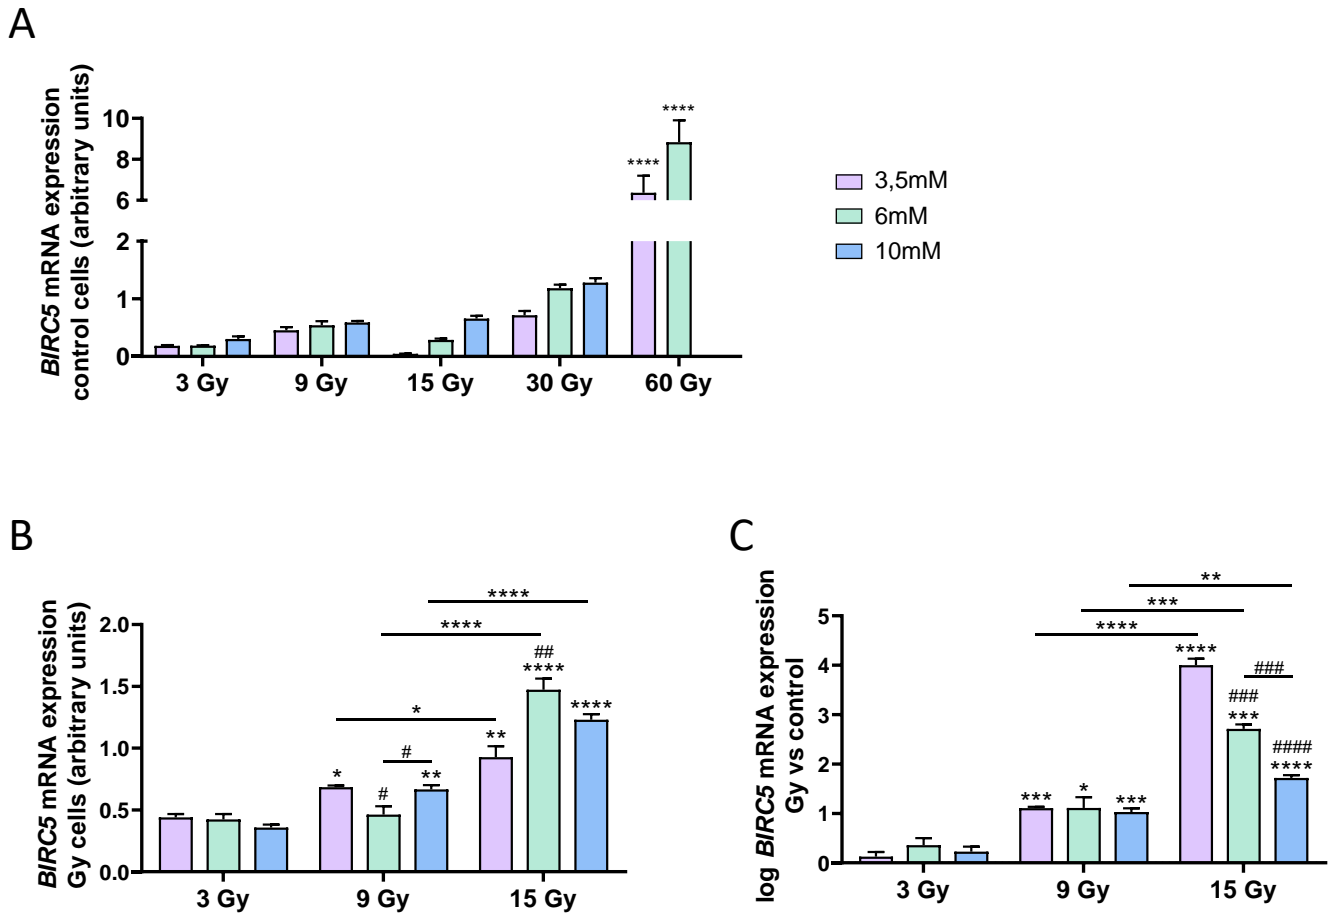 A
BIRC5 mRNA expression
control cells (arbitrary units)
10
8
6
2
1
0
****
****
3 Gy
9 Gy
15 Gy
30 Gy
60 Gy
3,5mM
6mM
10mM
B
BIRC5 mRNA expression
Gy cells (arbitrary units)
2.0
1.5
1.0
0.5
0.0
****
****
##
****
****
*
**
#
*
#
**
3 Gy
9 Gy
15 Gy
C
log BIRC5 mRNA expression
Gy vs control
5
4
3
2
1
0
**
***
****
****
###
###
***
####
****
***
*
***
3 Gy
9 Gy
15 Gy